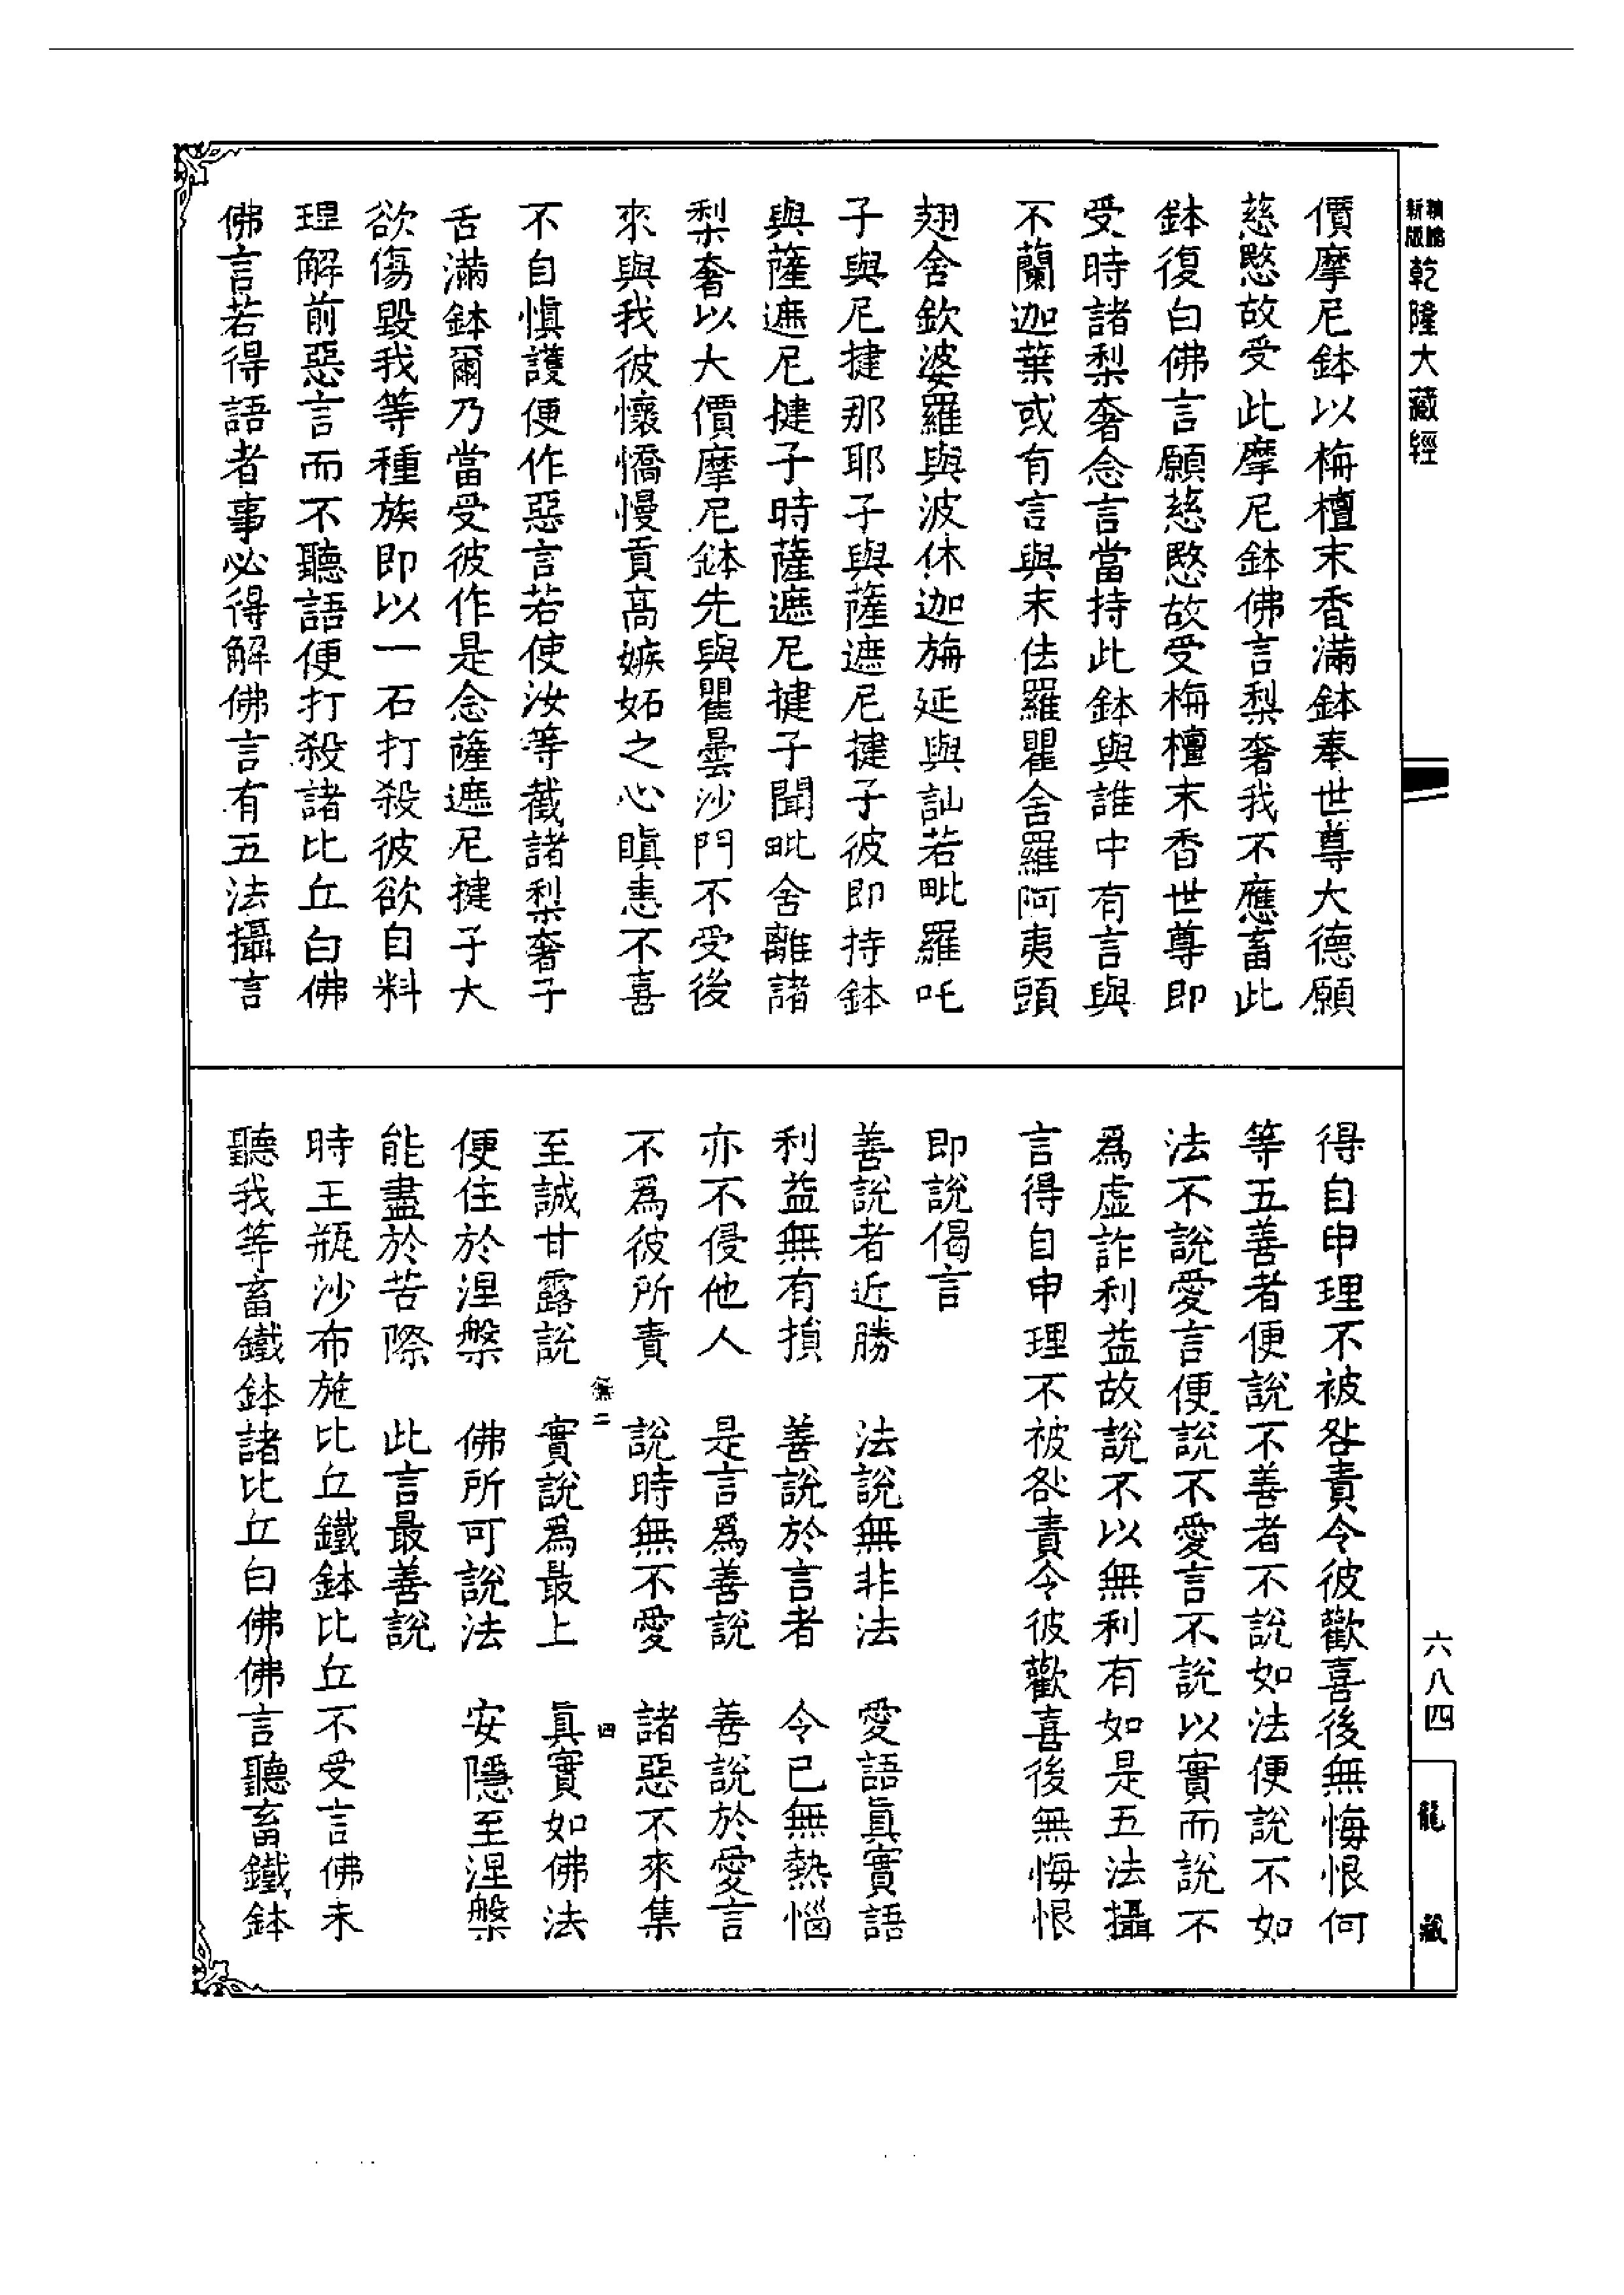 新版
乾隆大藏經
價摩尼鉢以栴檀末香滿鉢奉世尊大德願
慈愍故受此摩尼鉢佛言梨奢我不應畜此
鉢復白佛言願慈愍故受栴檀末香世尊即
受時諸梨奢念言當持此鉢與誰中有言與
不蘭迦葉或有言與末佉羅瞿舍羅阿夷頭
翅舍欽婆羅與波休迦旃延與訕若毗羅吒
子與尼揵那耶子與薩遮尼揵子彼即持鉢
與薩遮尼揵子時薩遮尼揵子聞毗舍離諸
梨奢以大價摩尼鉢先與瞿曇沙門不受後
來與我彼懷憍慢貢高嫉妬之心瞋恚不喜
不自慎護便作惡言若使汝等截諸梨奢子
舌滿鉢爾乃當受彼作是念薩遮尼揵子大
欲傷毀我等種族即以一石打殺彼欲自料
理解前惡言而不聽語便打殺諸比丘白佛
佛言若得語者事必得解佛言有五法攝言
得自申理不被咎責令彼歡喜後無悔恨何
等五善者便說不善者不說如法便說不如
法不說愛言便說不愛言不說以實而說不
爲虛詐利益故說不以無利有如是五法攝
言得自申理不被咎責令彼歡喜後無悔恨
即說偈言
善說者近勝　法說無非法　愛語眞實語
利益無有損　善說於言者　令已無熱惱
亦不侵他人　是言爲善說　善說於愛言
不爲彼所責　說時無不愛　諸惡不來集
無二　四
至誠甘露說　實說爲最上　眞實如佛法
便住於涅槃　佛所可說法　安隱至涅槃
能盡於苦際　此言最善說
時王瓶沙布施比丘鐵鉢比丘不受言佛未
聽我等畜鐵鉢諸比丘白佛佛言聽畜鐵鉢
六八四
龍藏